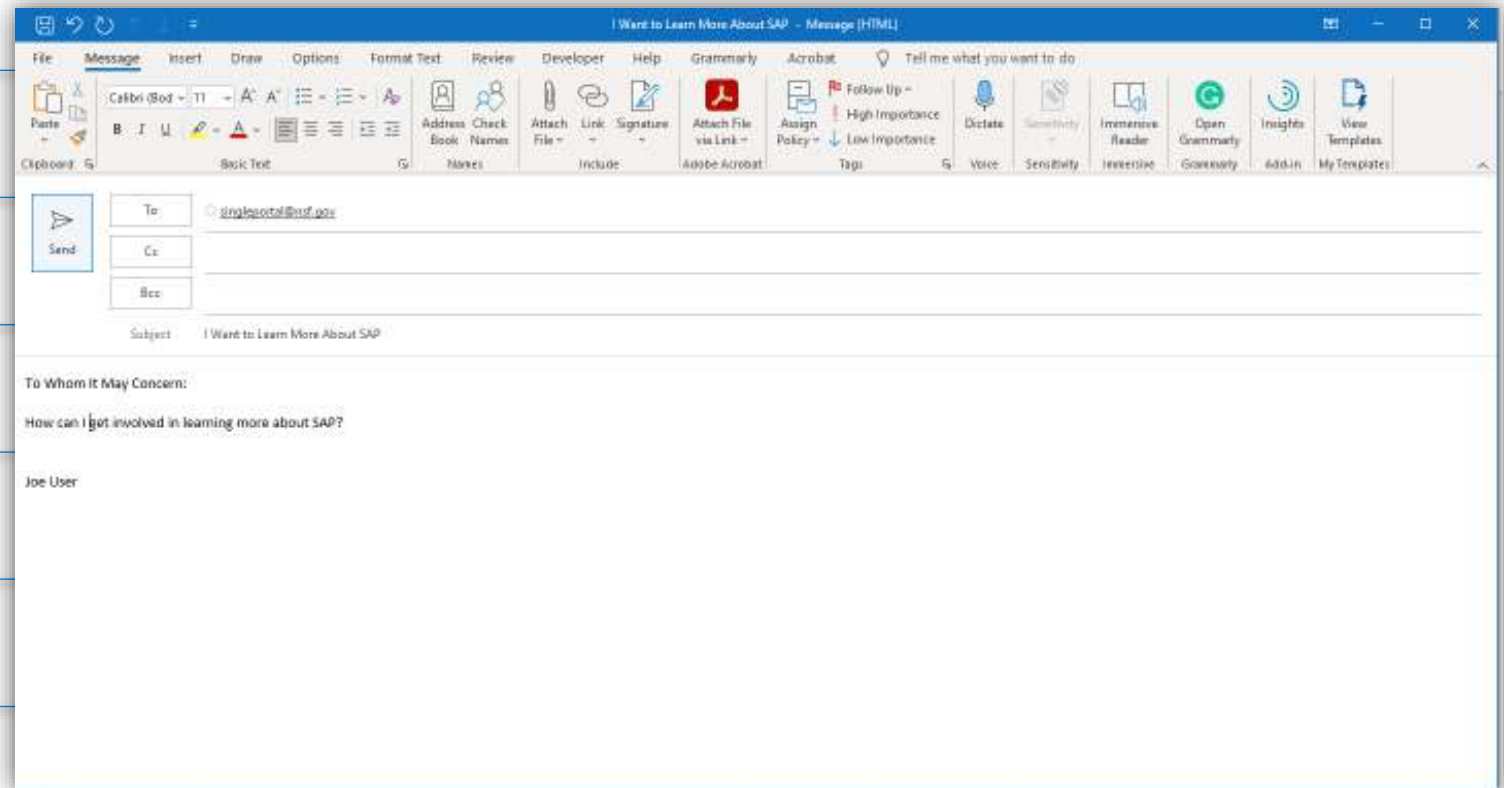 I Want to Learn More About SAP - Message (HTML)
File Message Insert Draw Options Format Text Review Developer Help Grammarly Acrobat Tell me what you want to do
Paste
Calibri (Bod 11
B I U
Address Book
Check Names
Attach File
Link
Signature
Attach File via Link
Assign Policy
Follow Up
High Importance
Low Importance
Dictate
Sensitivity
Immersive Reader
Open Grammarly
Insights
View Templates
Clipboard Basic Text Names Include Adobe Acrobat Tags Voice Sensitivity Immersive Grammarly Add-in My Templates
Send
To singleportal@nsf.gov
Cc
Bcc
Subject I Want to Learn More About SAP
To Whom It May Concern:
How can I get involved in learning more about SAP?
Joe User